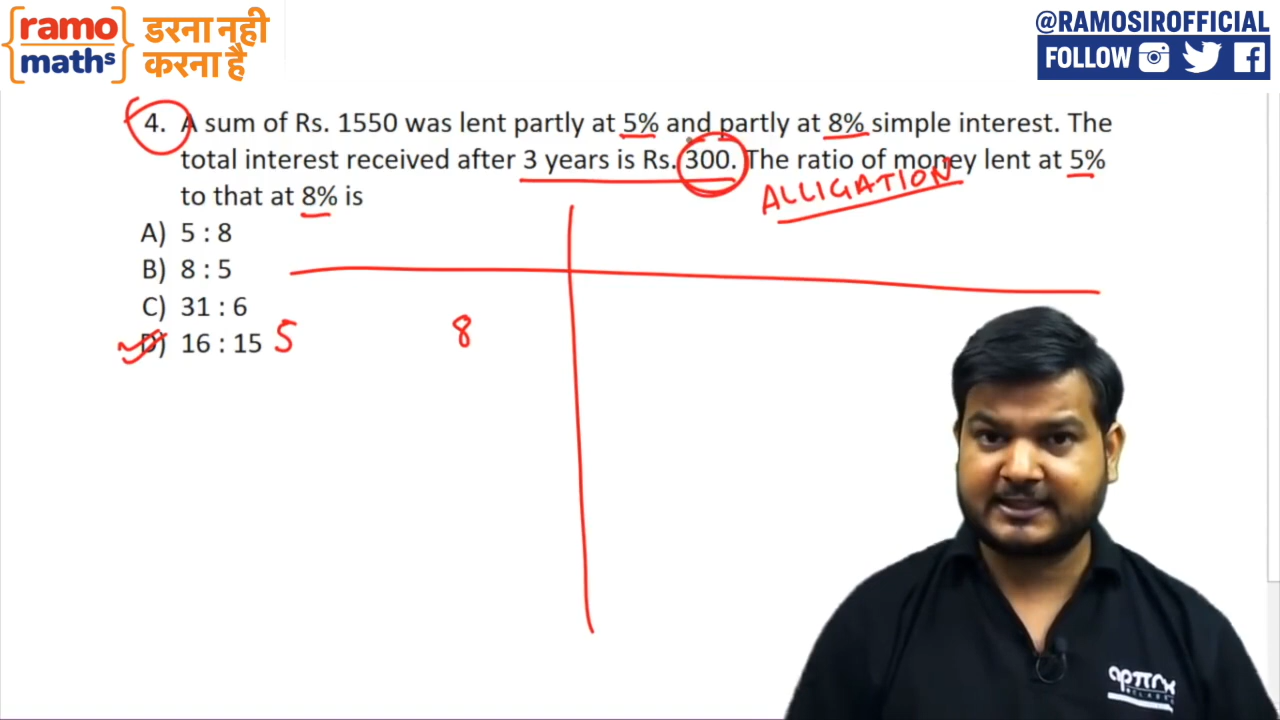 ramo
maths
डरना नही
करना है
@RAMOSIROFFICIAL
FOLLOW
4. A sum of Rs. 1550 was lent partly at 5% and partly at 8% simple interest. The
total interest received after 3 years is Rs. 300. The ratio of money lent at 5%
to that at 8% is
ALLIGATION
A) 5 : 8
B) 8 : 5
C) 31 : 6
D) 16 : 15
5 8
apttrix
CLASSES